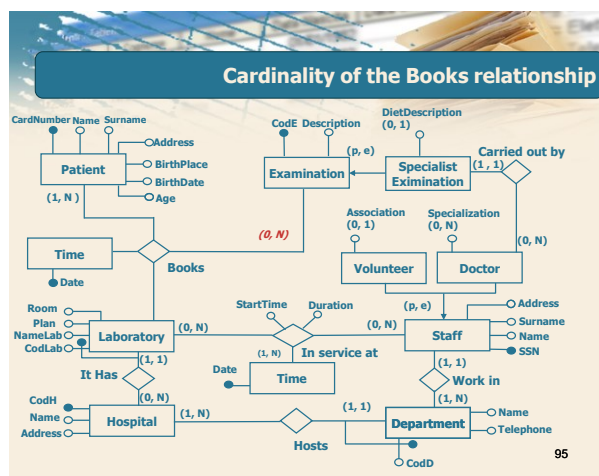 Cardinality of the Books relationship
CardNumber Name Surname
Address
BirthPlace
BirthDate
Age
Patient
(1, N)
CodE Description
Examination
(p, e)
DietDescription
(0, 1)
Specialist
Eximination
(1 , 1)
Carried out by
(0, N)
Time
Date
Books
(0, N)
Association
(0, 1)
Volunteer
Specialization
(0, N)
Doctor
(p, e)
Room
Plan
NameLab
CodLab
Laboratory
(0, N)
StartTime
Duration
(1, N)
In service at
Date
Time
(0, N)
Staff
Address
Surname
Name
SSN
(1, 1)
It Has
(0, N)
(1, 1)
Work in
(1, N)
CodH
Name
Address
Hospital
(1, N)
Hosts
(1, 1)
Department
Name
Telephone
CodD
95